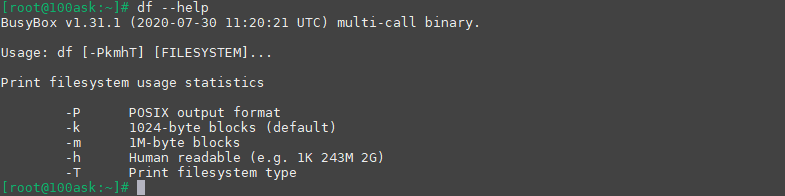 [root@100ask:~]# df --help
BusyBox v1.31.1 (2020-07-30 11:20:21 UTC) multi-call binary.
Usage: df [-PkmhT] [FILESYSTEM]...
Print filesystem usage statistics
-P POSIX output format
-k 1024-byte blocks (default)
-m 1M-byte blocks
-h Human readable (e.g. 1K 243M 2G)
-T Print filesystem type
[root@100ask:~]#